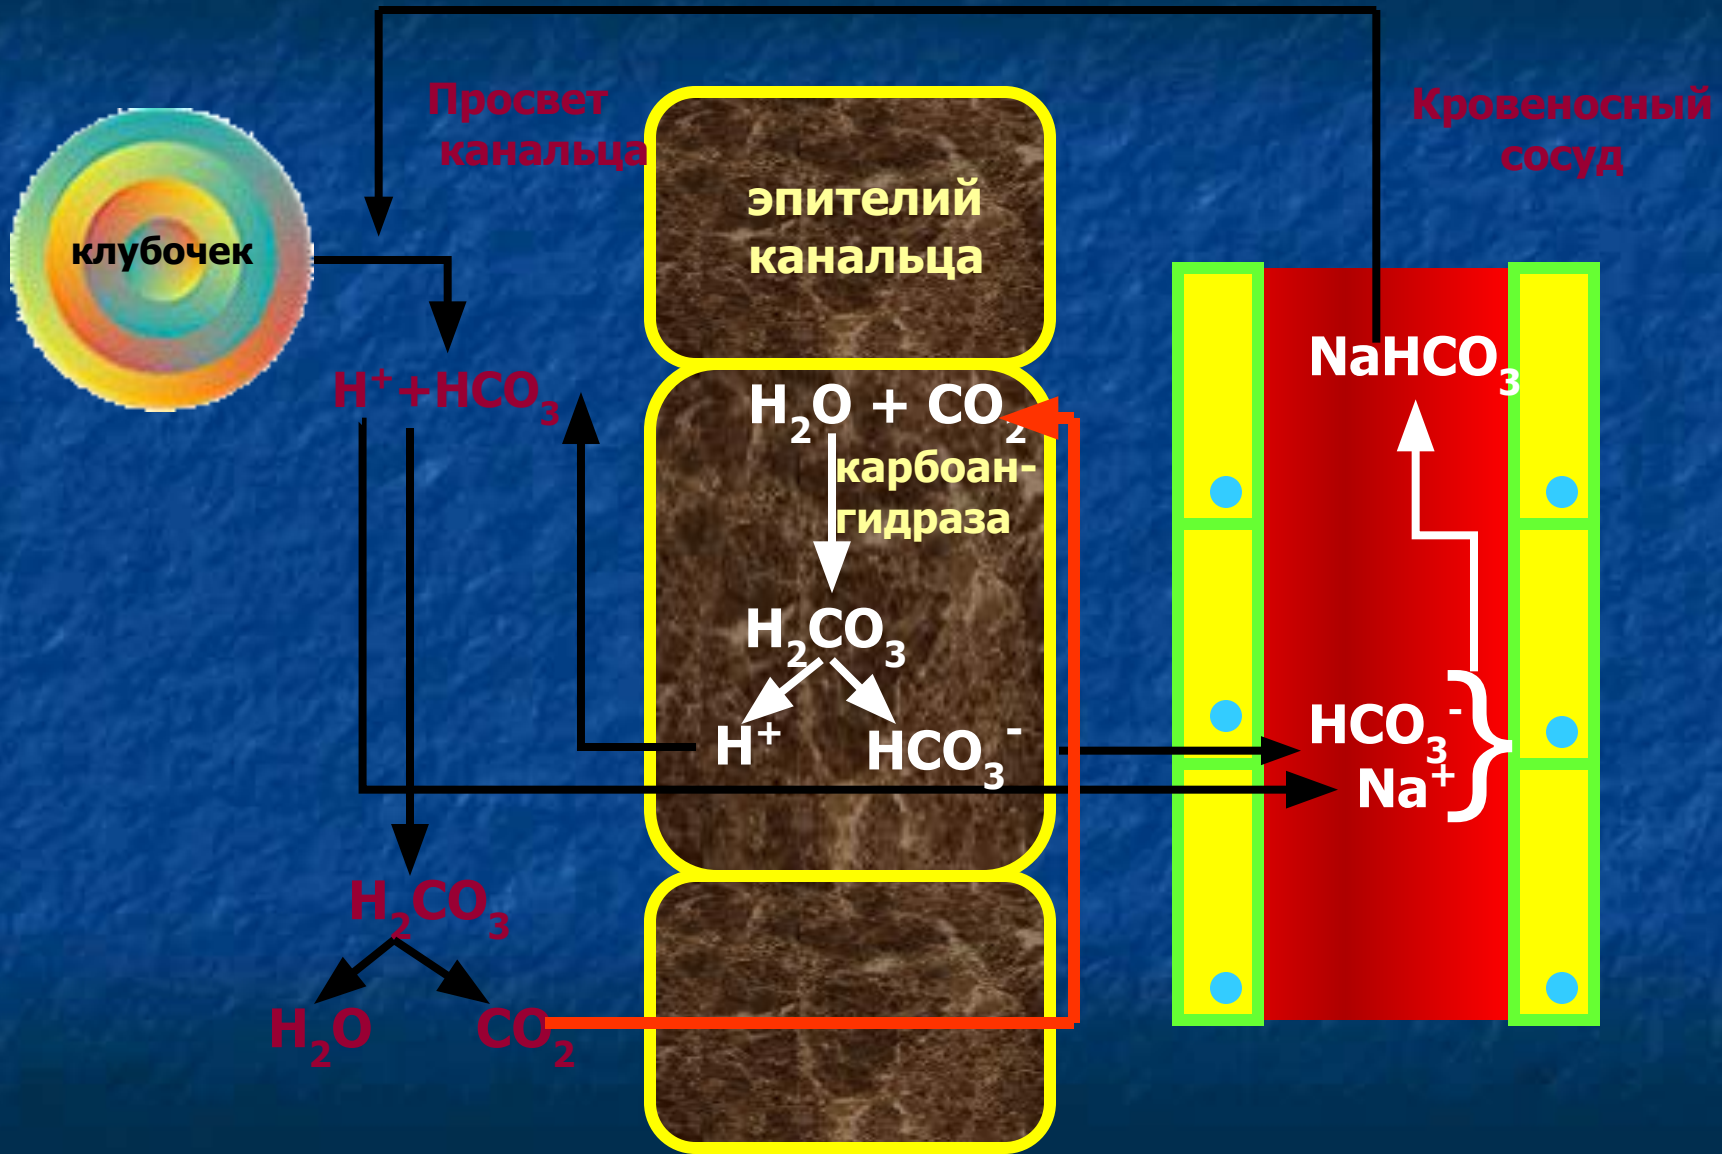 Просвет
канальца
Кровеносный
сосуд
эпителий
канальца
клубочек
H⁺+HCO₃
H₂O + CO₂
карбоан-
гидраза
NaHCO₃
H₂CO₃
H⁺ HCO₃⁻
HCO₃⁻
Na⁺
}
H₂CO₃
H₂O CO₂